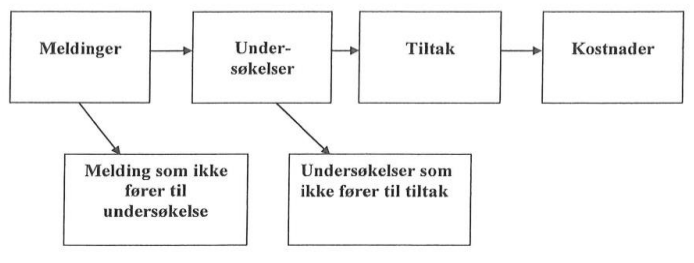 Meldinger
Under-
søkelser
Tiltak
Kostnader
Melding som ikke
fører til
undersøkelse
Undersøkelser som
ikke fører til tiltak